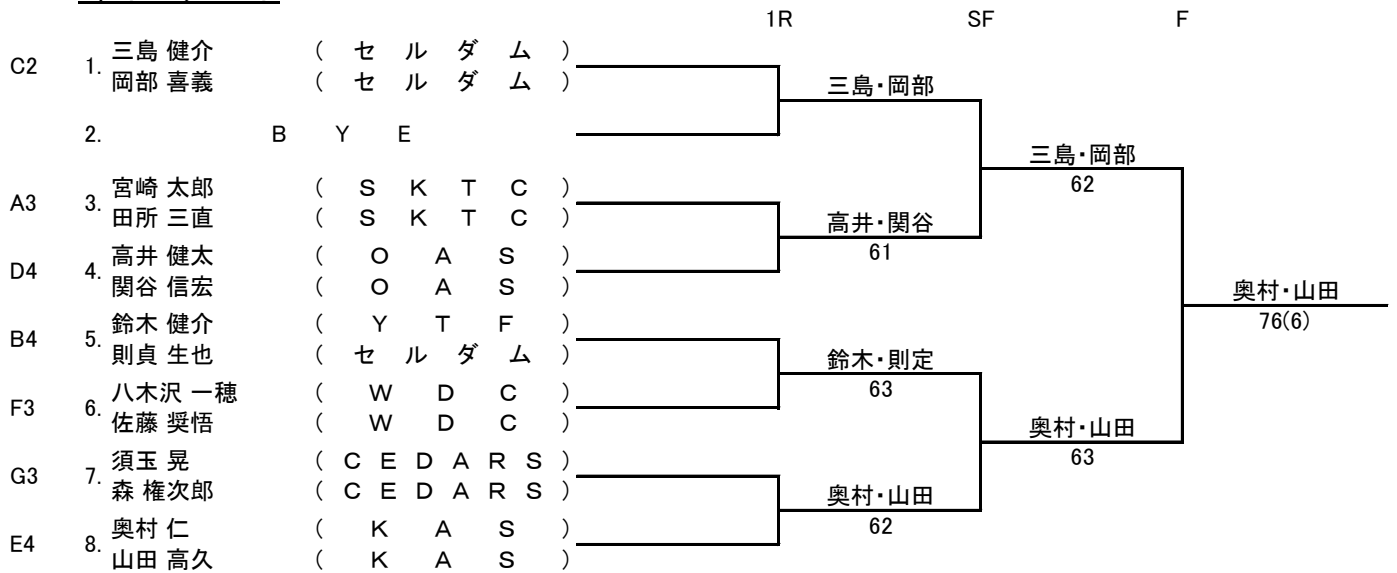 1R SF F
C2 1. 三島 健介 ( セ ル ダ ム )
岡部 喜義 ( セ ル ダ ム )
三島・岡部
2. B Y E
三島・岡部
62
A3 3. 宮崎 太郎 ( S K T C )
田所 三直 ( S K T C )
高井・関谷
61
D4 4. 高井 健太 ( O A S )
関谷 信宏 ( O A S )
奥村・山田
76(6)
B4 5. 鈴木 健介 ( Y T F )
則貞 生也 ( セ ル ダ ム )
鈴木・則定
63
F3 6. 八木沢 一穂 ( W D C )
佐藤 奨悟 ( W D C )
奥村・山田
63
G3 7. 須玉 晃 ( C E D A R S )
森 権次郎 ( C E D A R S )
奥村・山田
62
E4 8. 奥村 仁 ( K A S )
山田 高久 ( K A S )